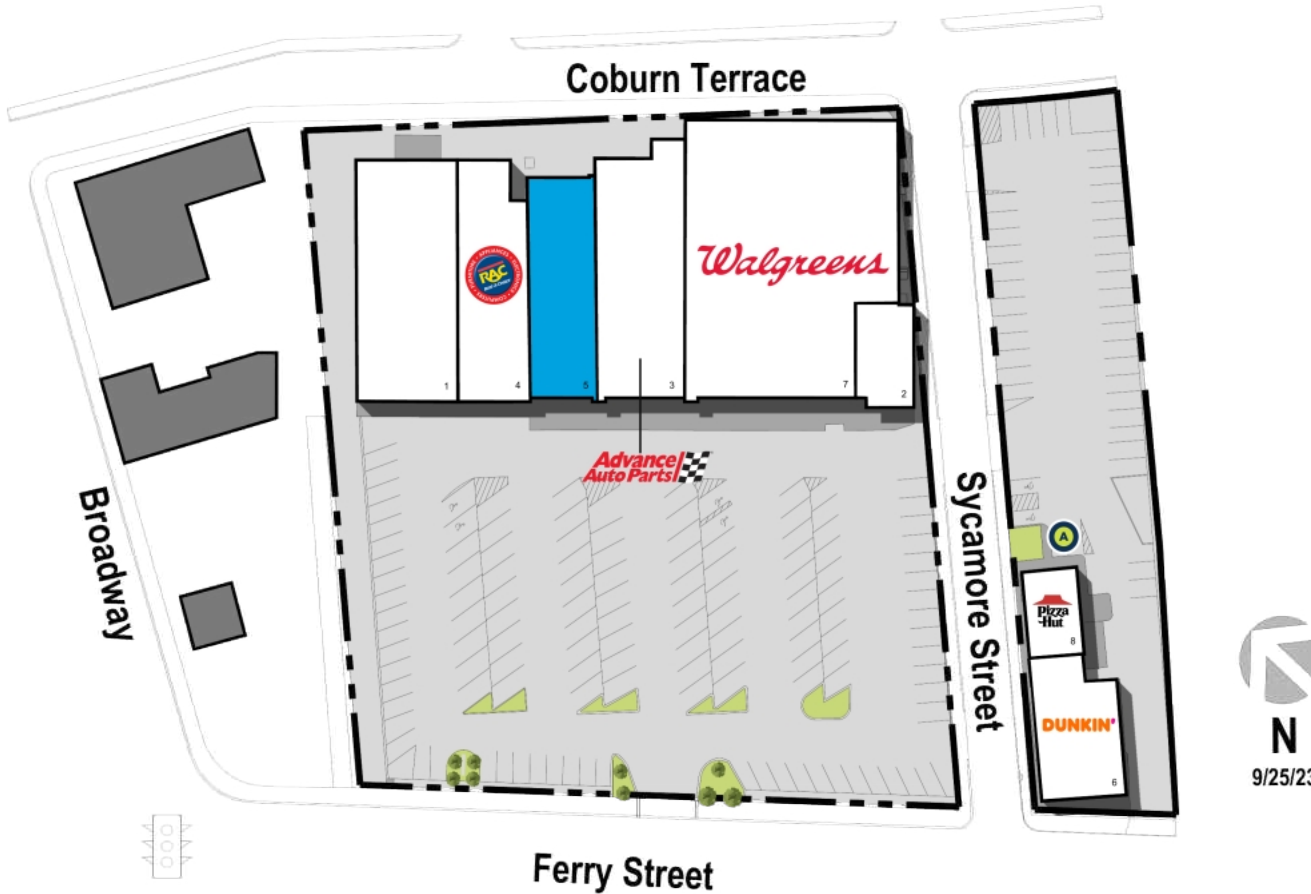 Coburn Terrace
Walgreens
RAC
1
4
5
3
7
2
Advance
Auto Parts
Broadway
Sycamore Street
A
Pizza
Hut
8
DUNKIN'
6
N
9/25/23
Ferry Street